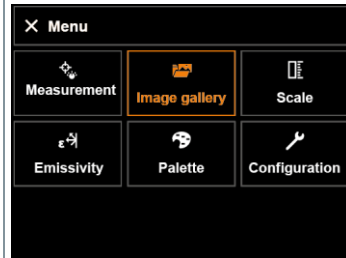 Menu
Measurement
Image gallery
Scale
ε
Emissivity
Palette
Configuration